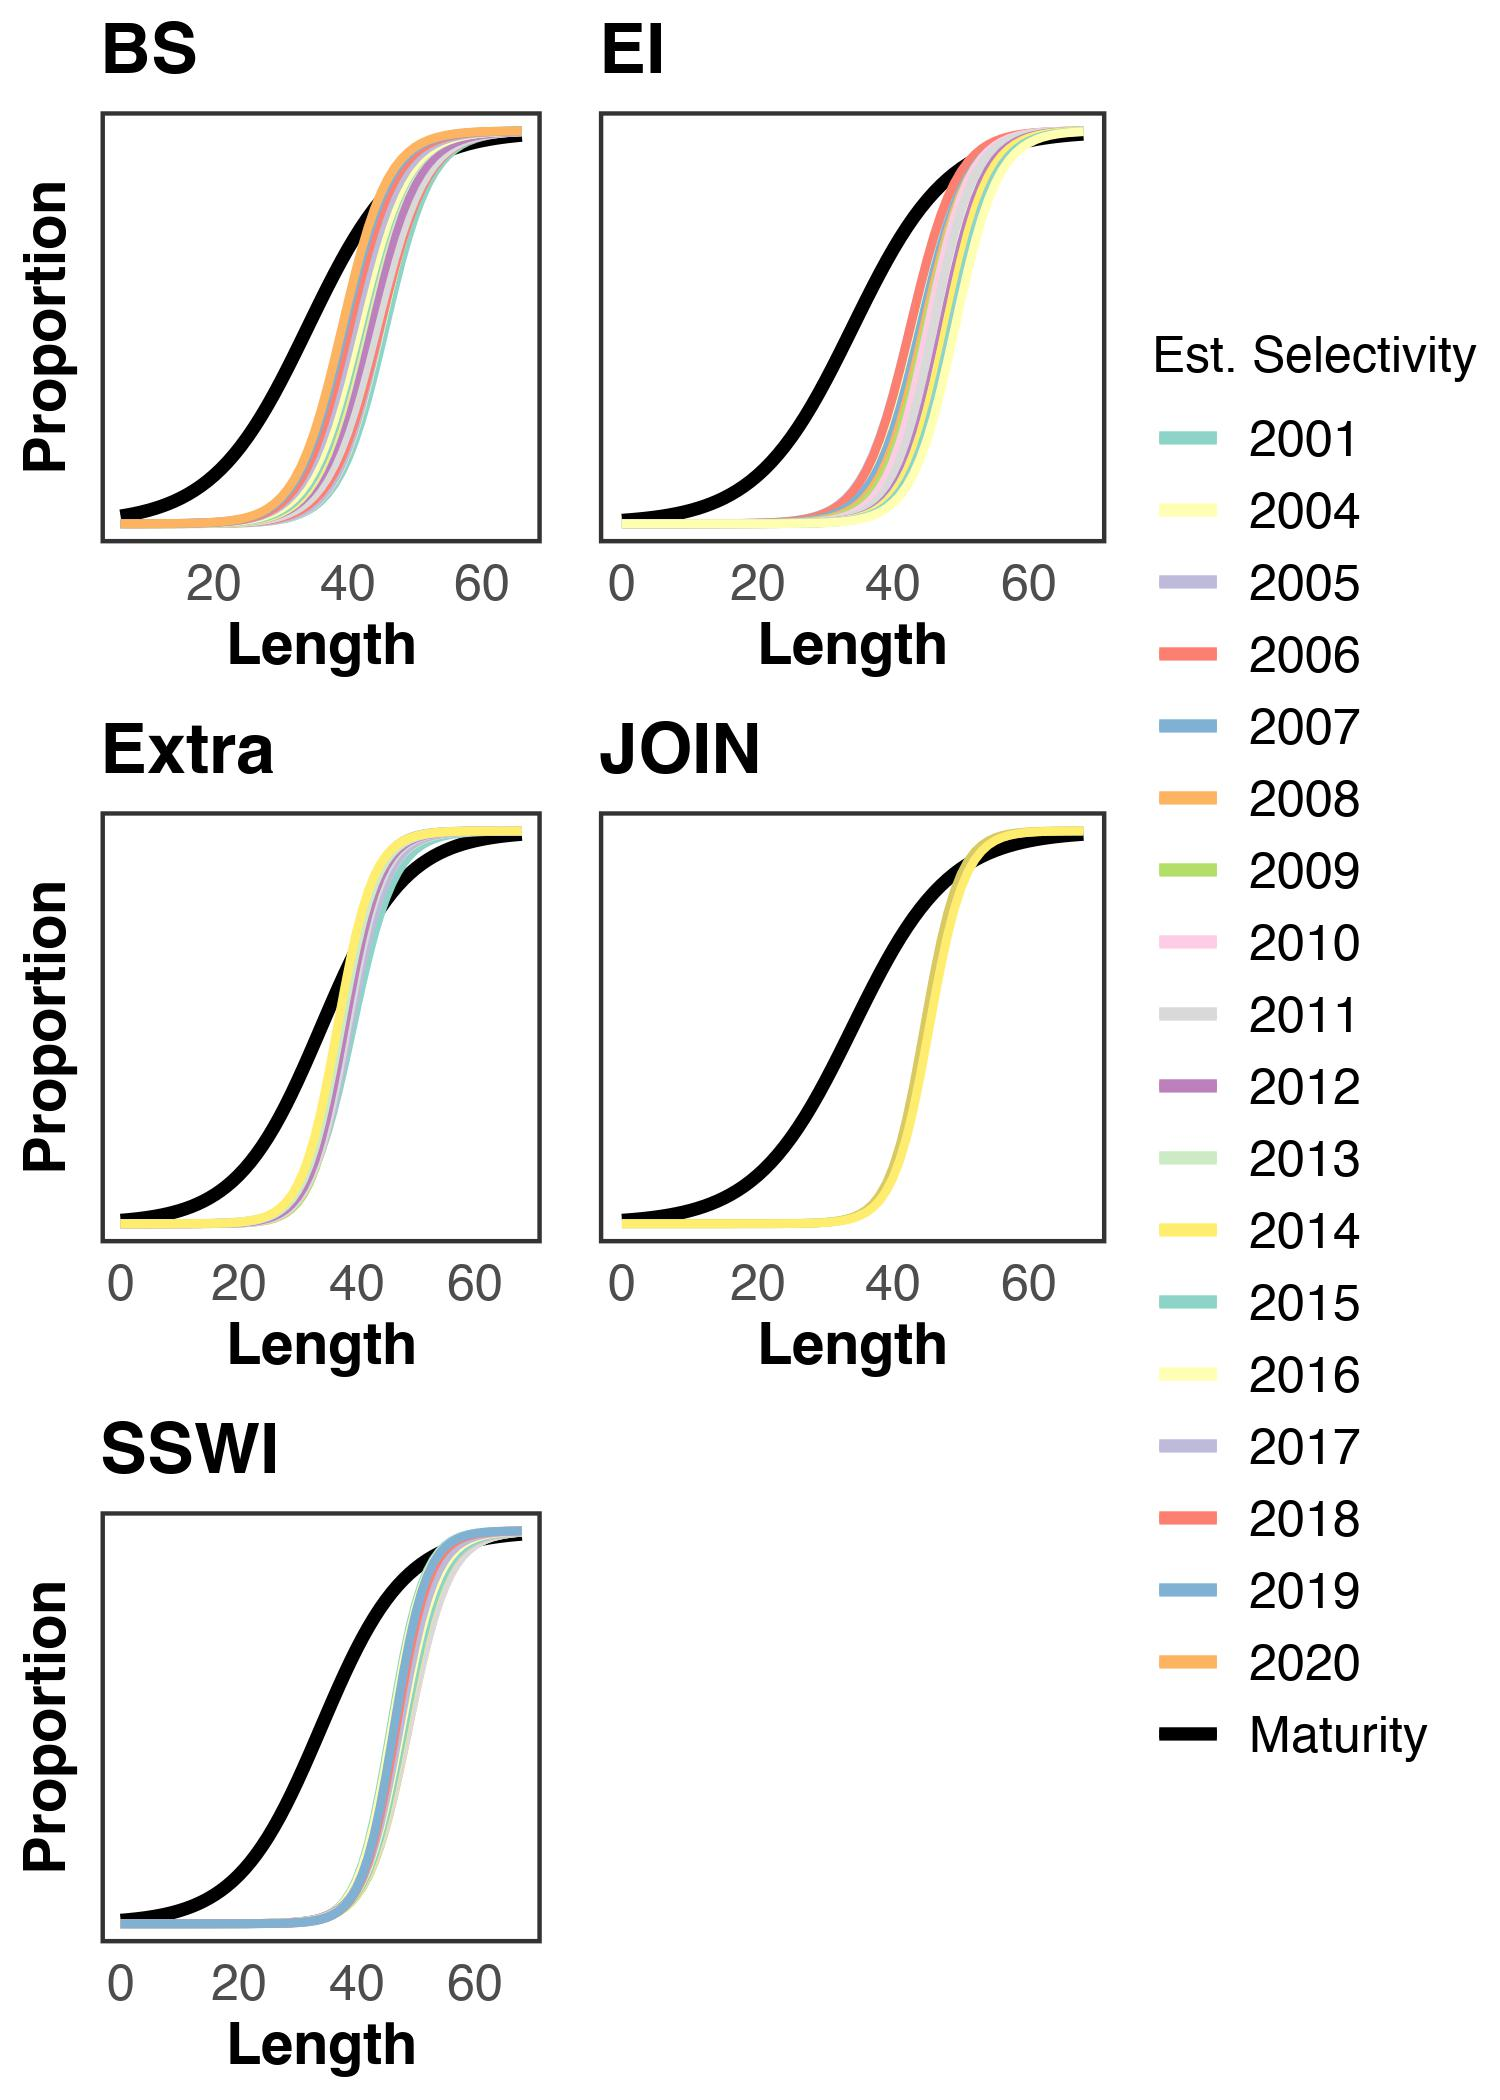 BS
EI
Proportion
20 40 60
0 20 40 60
Length
Length
Extra
JOIN
Proportion
0 20 40 60
0 20 40 60
Length
Length
SSWI
Proportion
0 20 40 60
Length
Est. Selectivity
2001
2004
2005
2006
2007
2008
2009
2010
2011
2012
2013
2014
2015
2016
2017
2018
2019
2020
Maturity